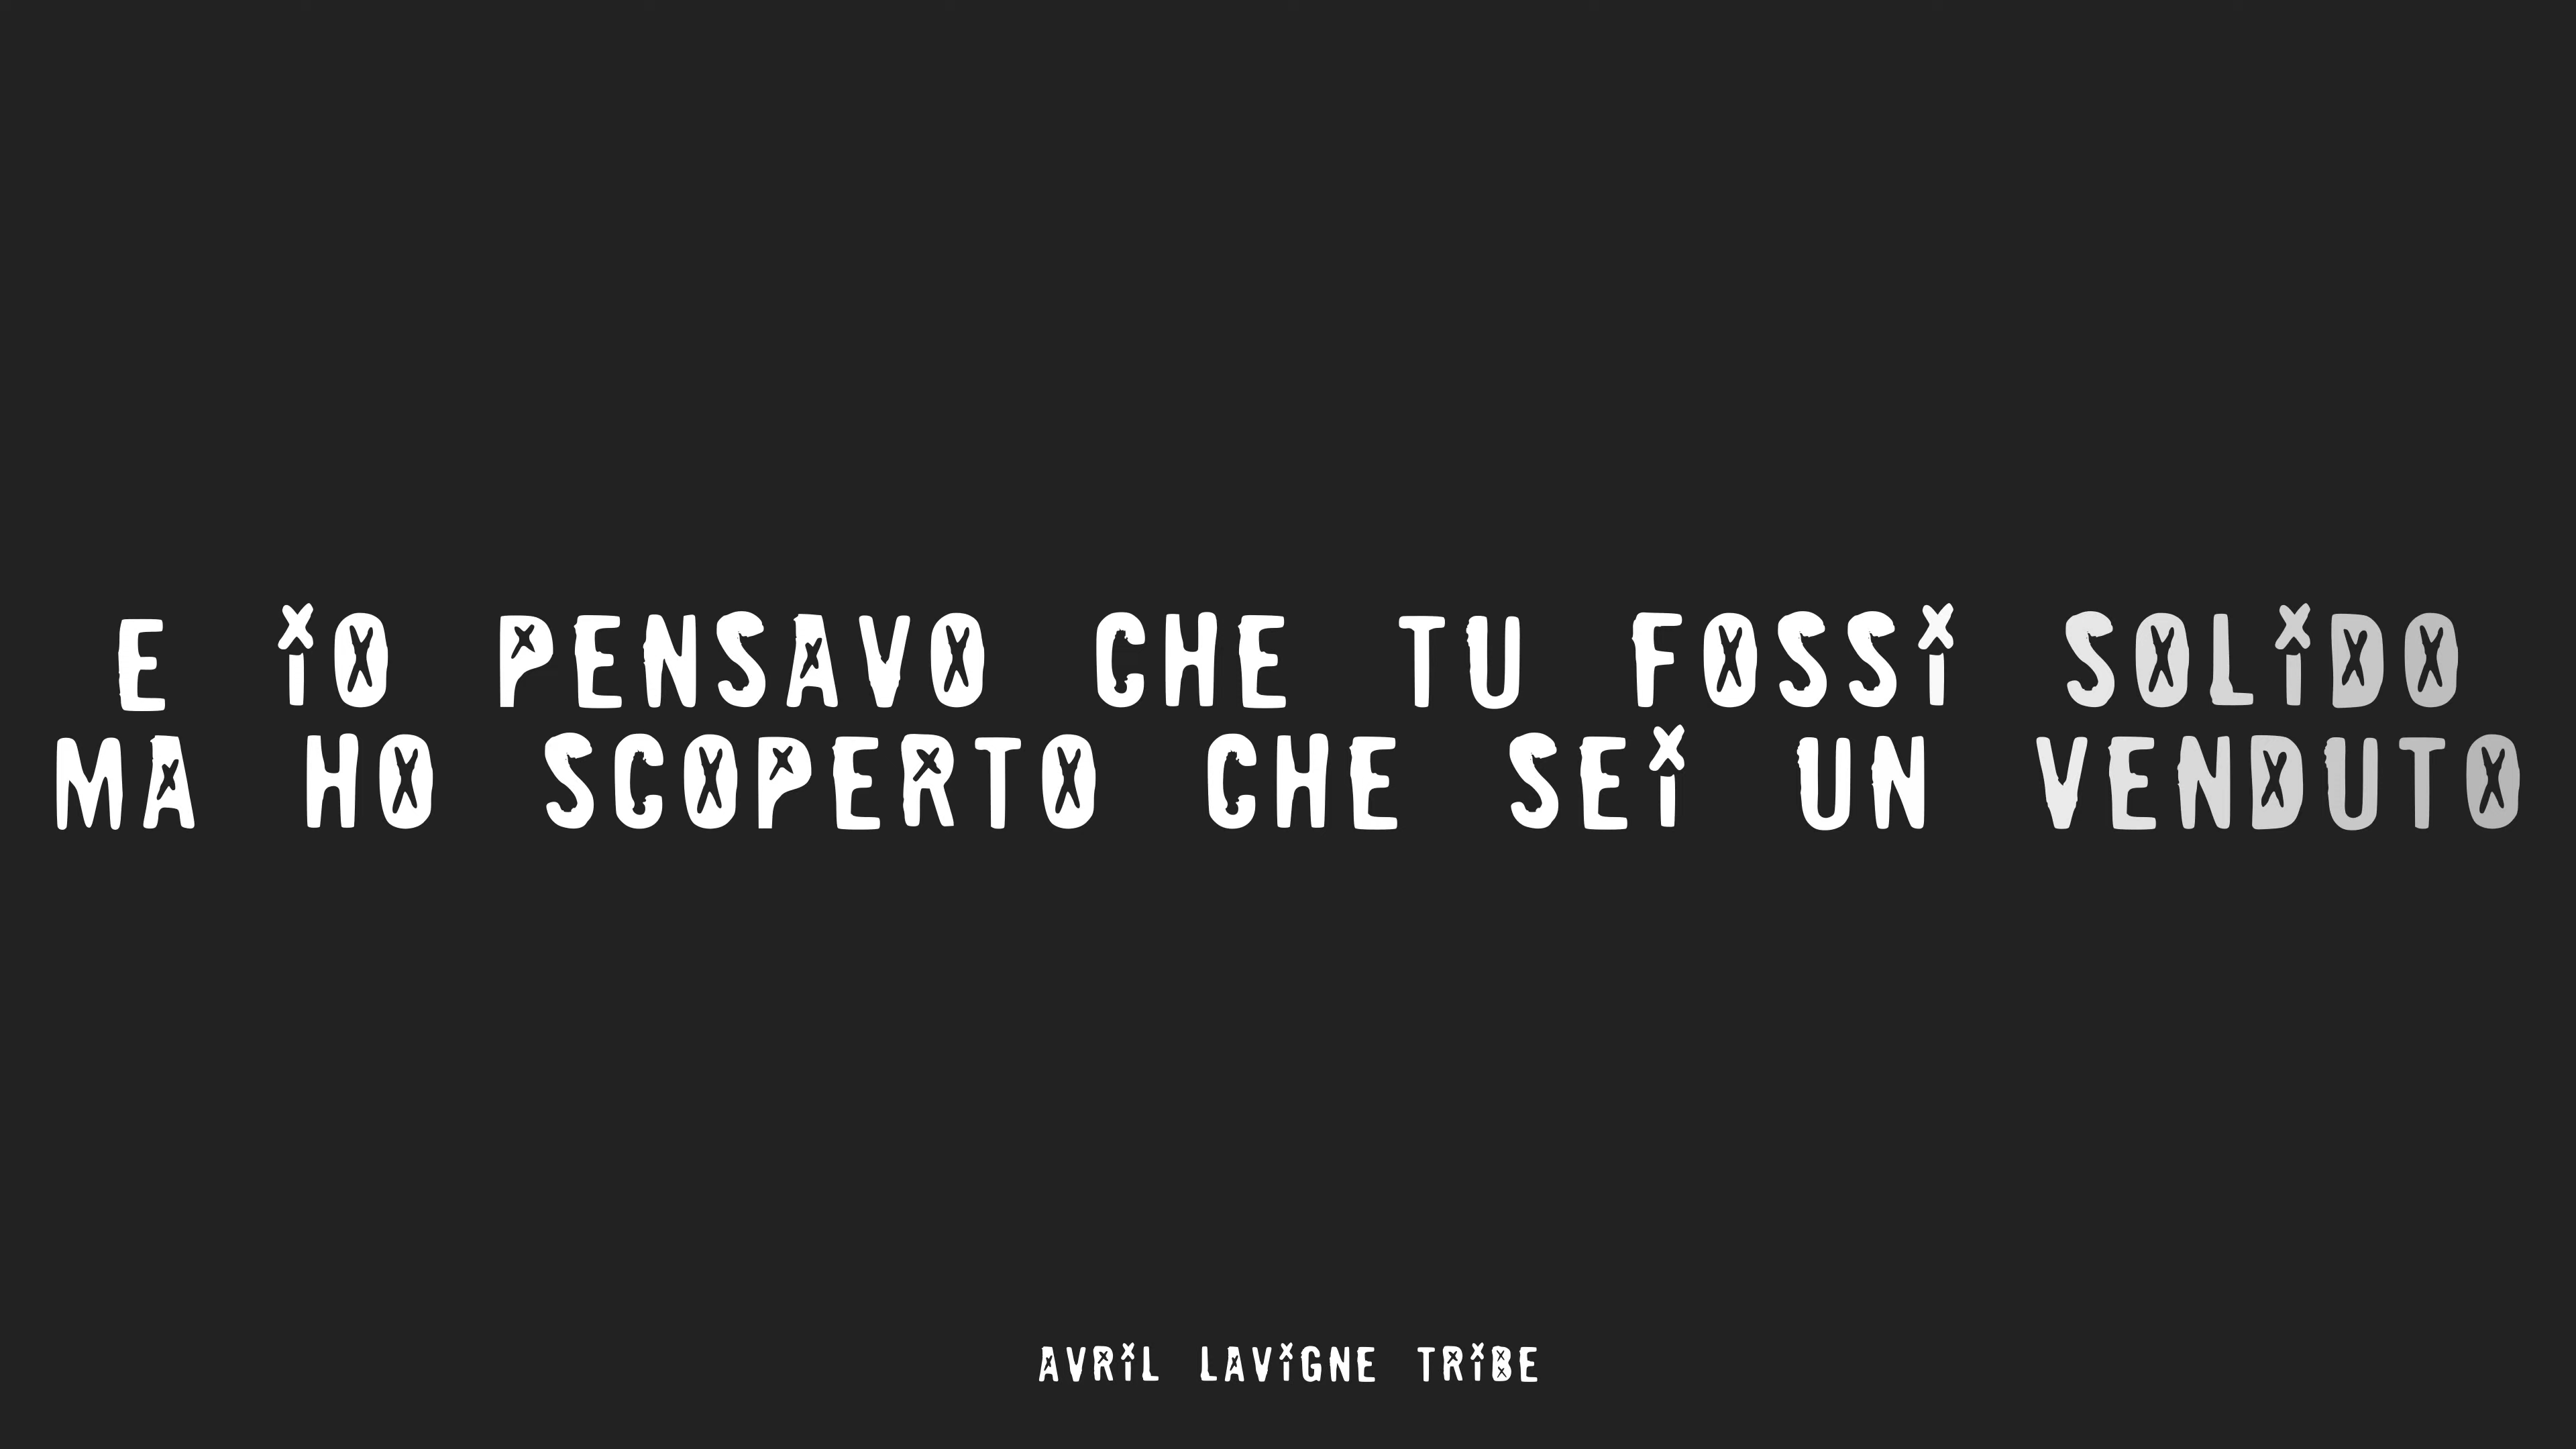 E iO PENSAVO CHE TU FOSSi SOLiDO
MA HO SCOPERTO CHE SEi UN VENDUTO
AVRiL LAViGNE TRiBE